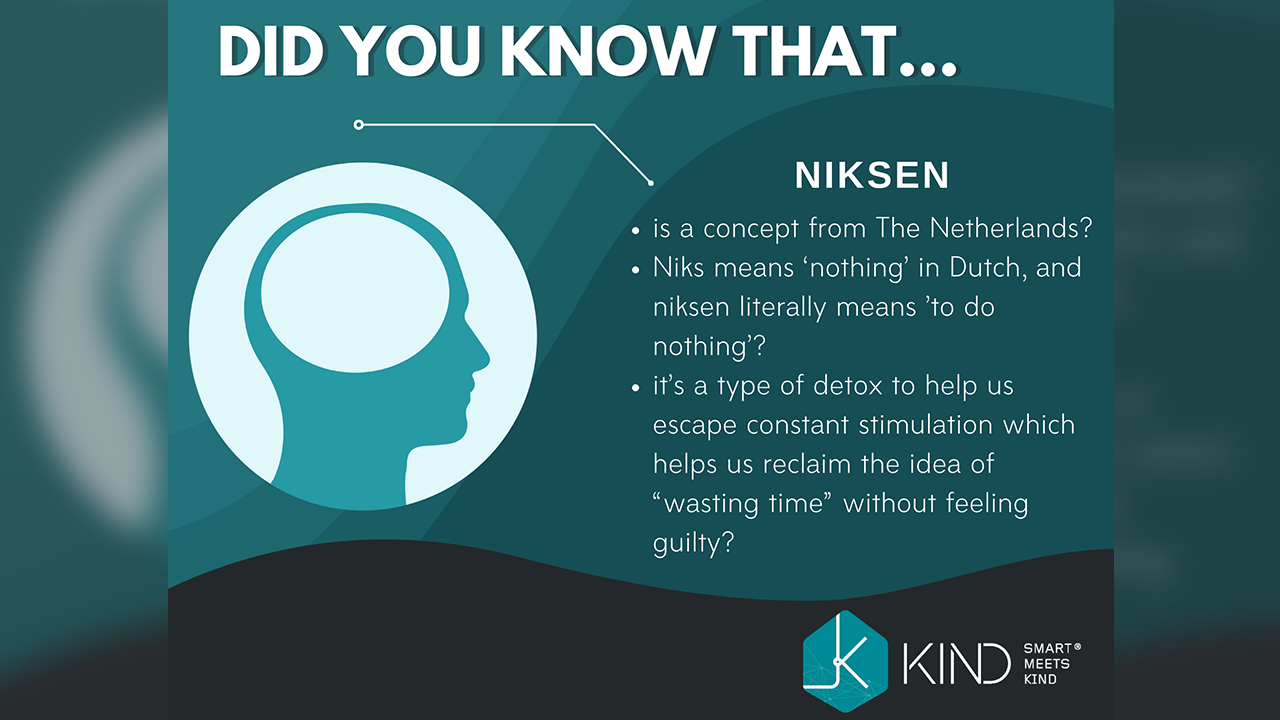 DID YOU KNOW THAT...
NIKSEN
• is a concept from The Netherlands?
• Niks means ‘nothing’ in Dutch, and
niksen literally means ’to do
nothing’?
• it’s a type of detox to help us
escape constant stimulation which
helps us reclaim the idea of
“wasting time” without feeling
guilty?
KIND
SMART®
MEETS
KIND